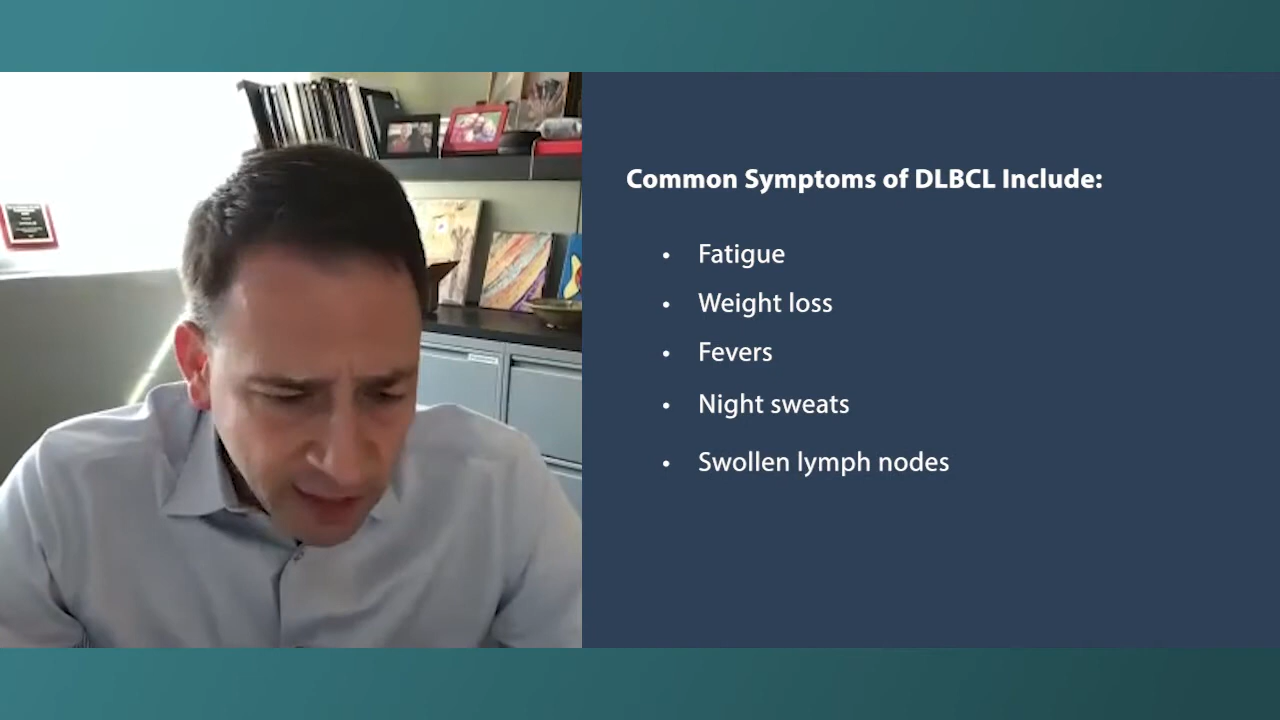 Common Symptoms of DLBCL Include:
• Fatigue
• Weight loss
• Fevers
• Night sweats
• Swollen lymph nodes